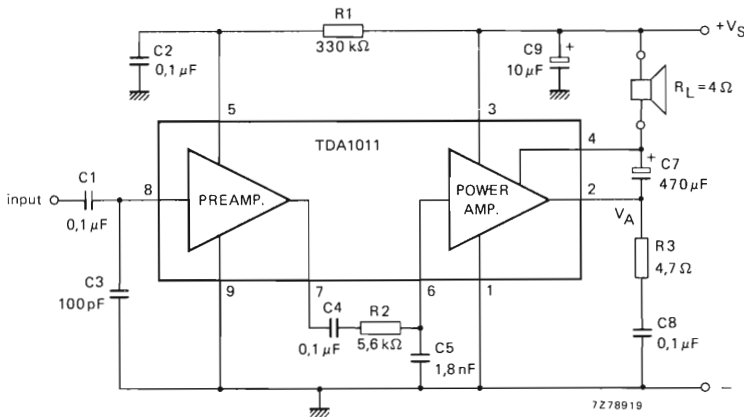 R1
330 kΩ
C2
0,1 μF
C9
+
10 μF
+VS
RL = 4 Ω
5
3
TDA1011
4
+
C7
470 μF
C1
input
0,1 μF
8
PREAMP.
POWER
AMP.
2
VA
R3
4,7 Ω
C3
100 pF
9
7
6
1
C4
0,1 μF
R2
5,6 kΩ
C5
1,8 nF
C8
0,1 μF
7Z78919
−